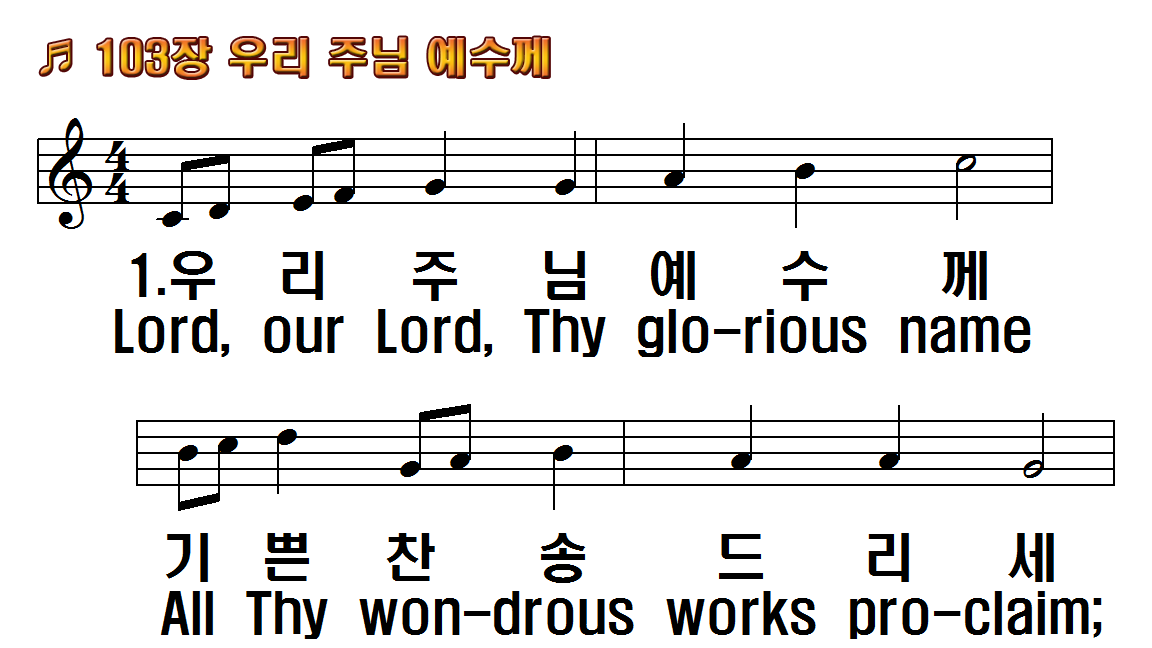 ♬ 103장 우리 주님 예수께
4 4
1.우 리 주 님 예 수 께
Lord, our Lord, Thy glo-rious name
기 쁜 찬 송 드 리 세
All Thy won-drous works pro-claim;